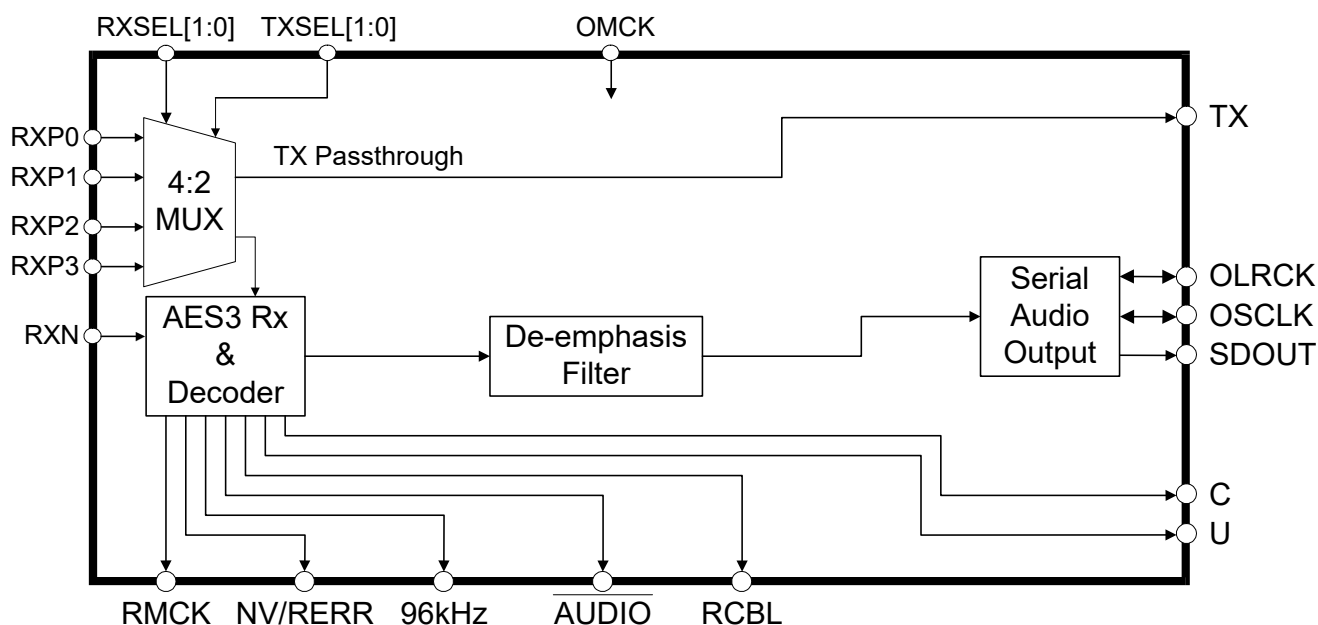 RXSEL[1:0]
TXSEL[1:0]
OMCK
RXP0
RXP1
RXP2
RXP3
RXN
4:2
MUX
TX Passthrough
TX
AES3 Rx
&
Decoder
De-emphasis
Filter
Serial
Audio
Output
OLRCK
OSCLK
SDOUT
C
U
RMCK
NV/RERR
96kHz
AUDIO
RCBL